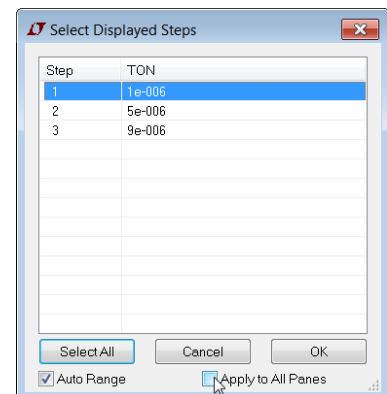 Select Displayed Steps
Step TON
1 1e-006
2 5e-006
3 9e-006
Select All Cancel OK
Auto Range Apply to All Panes